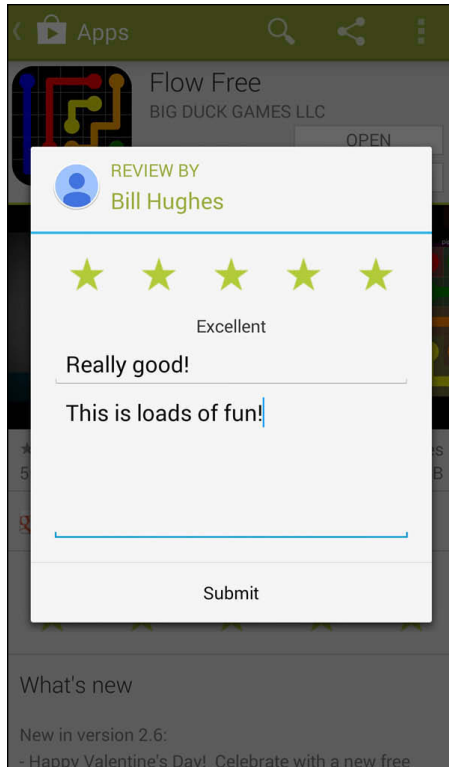 Apps
Flow Free
BIG DUCK GAMES LLC
OPEN
REVIEW BY
Bill Hughes
Excellent
Really good!
This is loads of fun!
Submit
What's new
New in version 2.6:
- Happy Valentine's Day! Celebrate with a new free